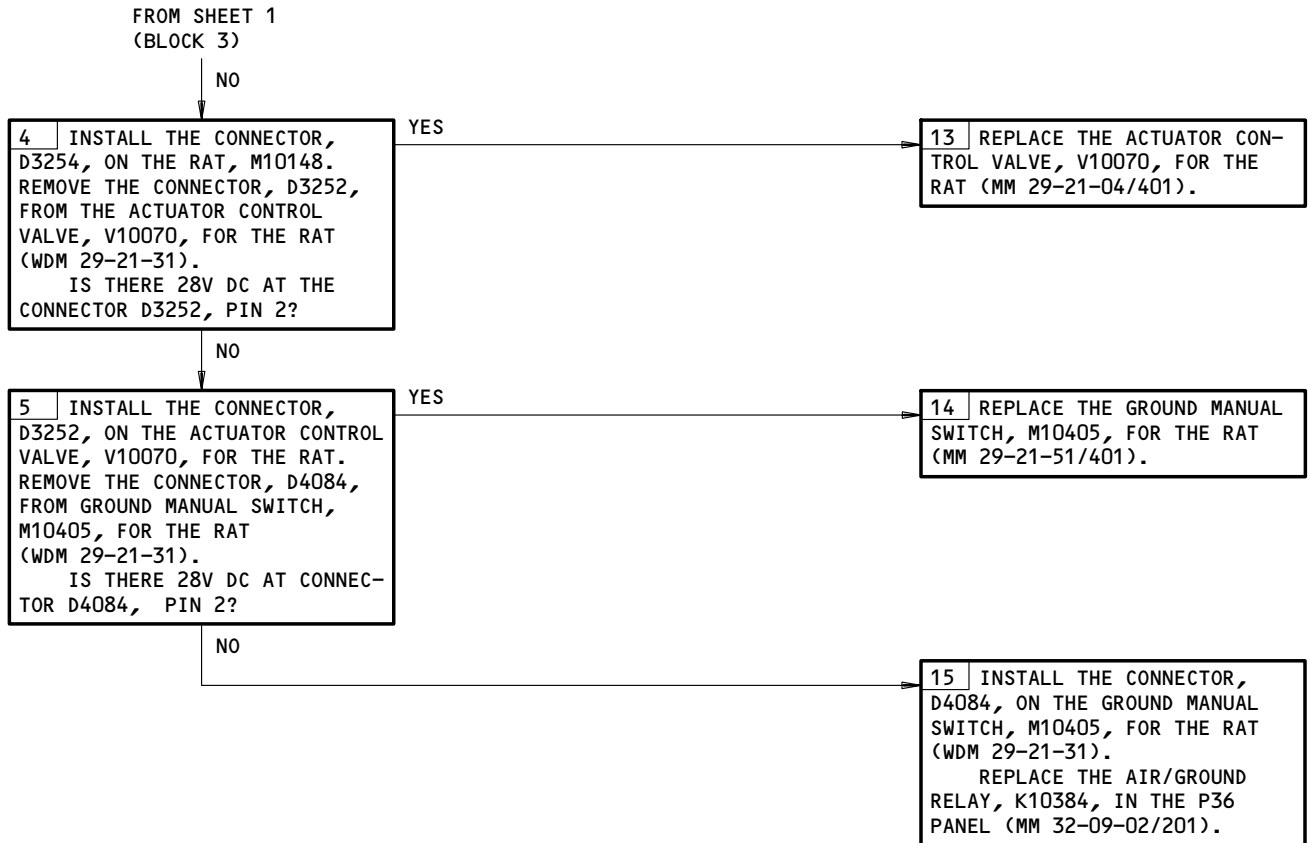 FROM SHEET 1
(BLOCK 3)
NO
4 INSTALL THE CONNECTOR,
D3254, ON THE RAT, M10148.
REMOVE THE CONNECTOR, D3252,
FROM THE ACTUATOR CONTROL
VALVE, V10070, FOR THE RAT
(WDM 29-21-31).
IS THERE 28V DC AT THE
CONNECTOR D3252, PIN 2?
YES
13 REPLACE THE ACTUATOR CON-
TROL VALVE, V10070, FOR THE
RAT (MM 29-21-04/401).
NO
5 INSTALL THE CONNECTOR,
D3252, ON THE ACTUATOR CONTROL
VALVE, V10070, FOR THE RAT.
REMOVE THE CONNECTOR, D4084,
FROM GROUND MANUAL SWITCH,
M10405, FOR THE RAT
(WDM 29-21-31).
IS THERE 28V DC AT CONNEC-
TOR D4084, PIN 2?
YES
14 REPLACE THE GROUND MANUAL
SWITCH, M10405, FOR THE RAT
(MM 29-21-51/401).
NO
15 INSTALL THE CONNECTOR,
D4084, ON THE GROUND MANUAL
SWITCH, M10405, FOR THE RAT
(WDM 29-21-31).
REPLACE THE AIR/GROUND
RELAY, K10384, IN THE P36
PANEL (MM 32-09-02/201).